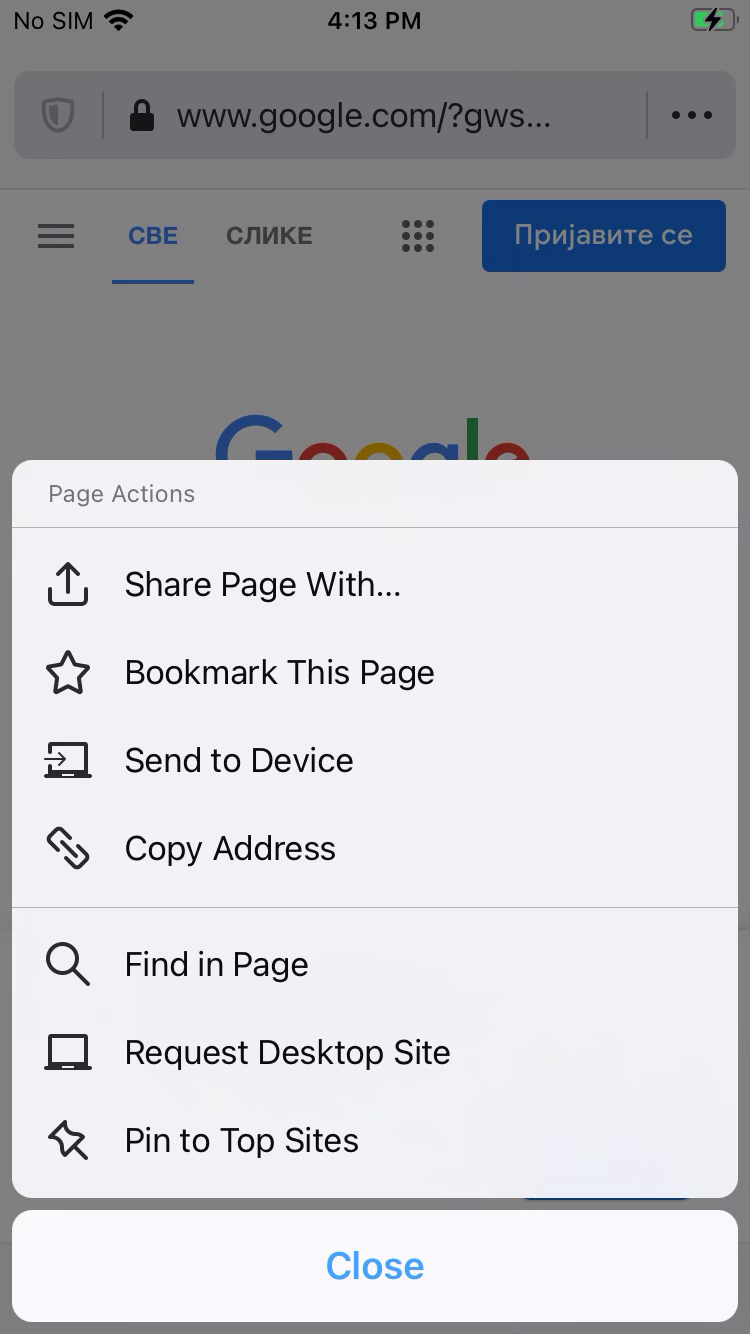 No SIM 4:13 PM
www.google.com/?gws...
СВЕ СЛИКЕ Пријавите се
Google
Page Actions
Share Page With...
Bookmark This Page
Send to Device
Copy Address
Find in Page
Request Desktop Site
Pin to Top Sites
Close